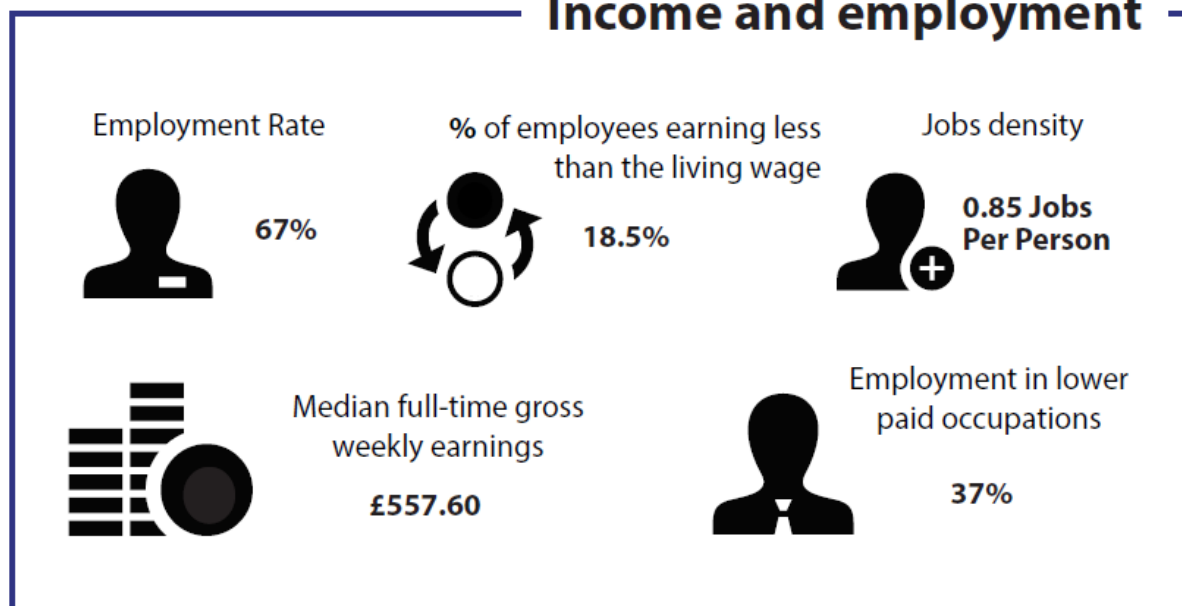 Income and employment
Employment Rate
67%
% of employees earning less
than the living wage
18.5%
Jobs density
0.85 Jobs
Per Person
Median full-time gross
weekly earnings
£557.60
Employment in lower
paid occupations
37%